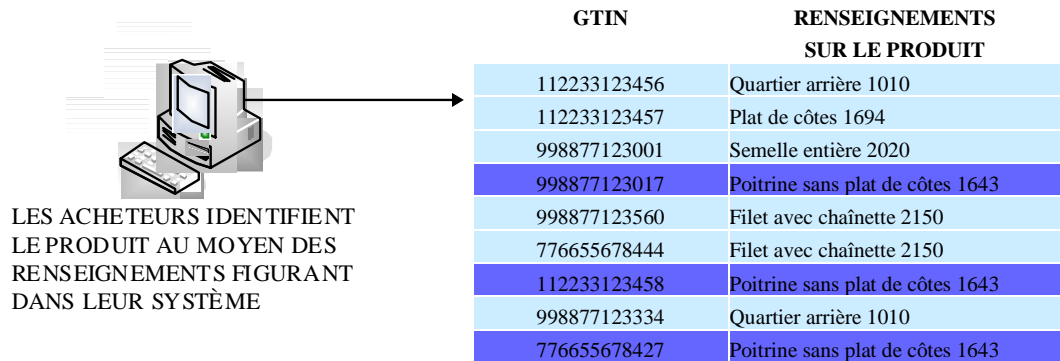 GTIN RENSEIGNEMENTS
SUR LE PRODUIT
112233123456 Quartier arrière 1010
112233123457 Plat de côtes 1694
998877123001 Semelle entière 2020
998877123017 Poitrine sans plat de côtes 1643
998877123560 Filet avec chaînette 2150
776655678444 Filet avec chaînette 2150
112233123458 Poitrine sans plat de côtes 1643
998877123334 Quartier arrière 1010
776655678427 Poitrine sans plat de côtes 1643
LES ACHETEURS IDENTIFIENT
LE PRODUIT AU MOYEN DES
RENSEIGNEMENTS FIGURANT
DANS LEUR SYSTÈME